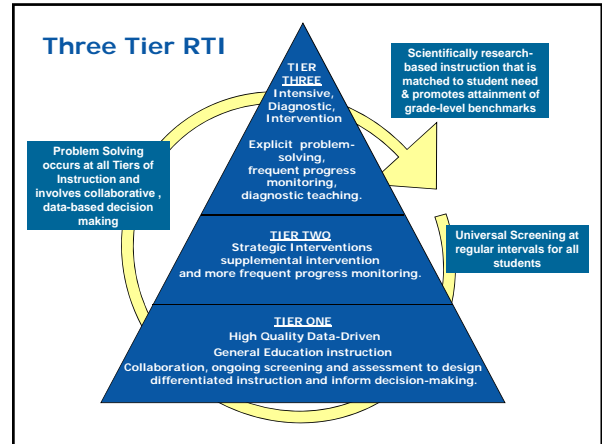 Three Tier RTI
Scientifically research-
based instruction that is
matched to student need
& promotes attainment of
grade-level benchmarks
TIER
THREE
Intensive,
Diagnostic,
Intervention
Explicit problem-
solving,
frequent progress
monitoring,
diagnostic teaching.
Problem Solving
occurs at all Tiers of
Instruction and
involves collaborative ,
data-based decision
making
TIER TWO
Strategic Interventions
supplemental intervention
and more frequent progress monitoring.
Universal Screening at
regular intervals for all
students
TIER ONE
High Quality Data-Driven
General Education instruction
Collaboration, ongoing screening and assessment to design
differentiated instruction and inform decision-making.